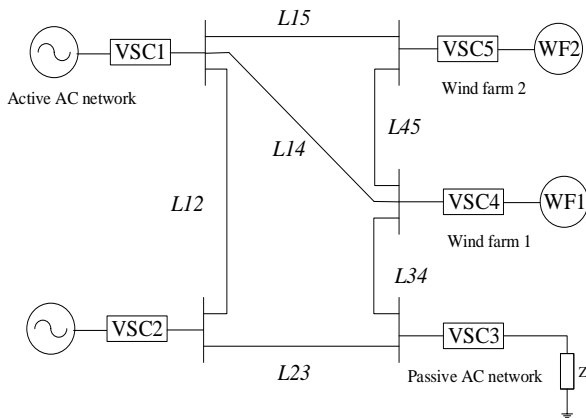 L15
VSC1
VSC5
WF2
Active AC network
Wind farm 2
L45
L14
L12
VSC4
WF1
Wind farm 1
L34
VSC2
VSC3
L23
Passive AC network
Z